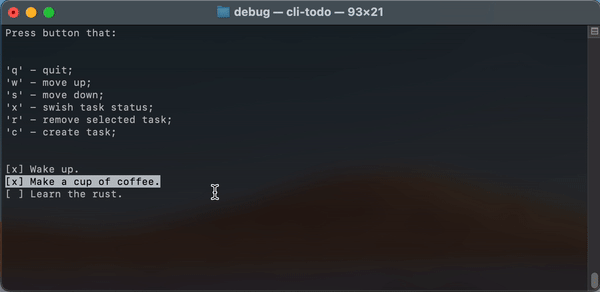 debug — cli-todo — 93×21
Press button that:
'q' – quit;
'w' – move up;
's' – move down;
'x' – swish task status;
'r' – remove selected task;
'c' – create task;
[x] Wake up.
[x] Make a cup of coffee.
[ ] Learn the rust.